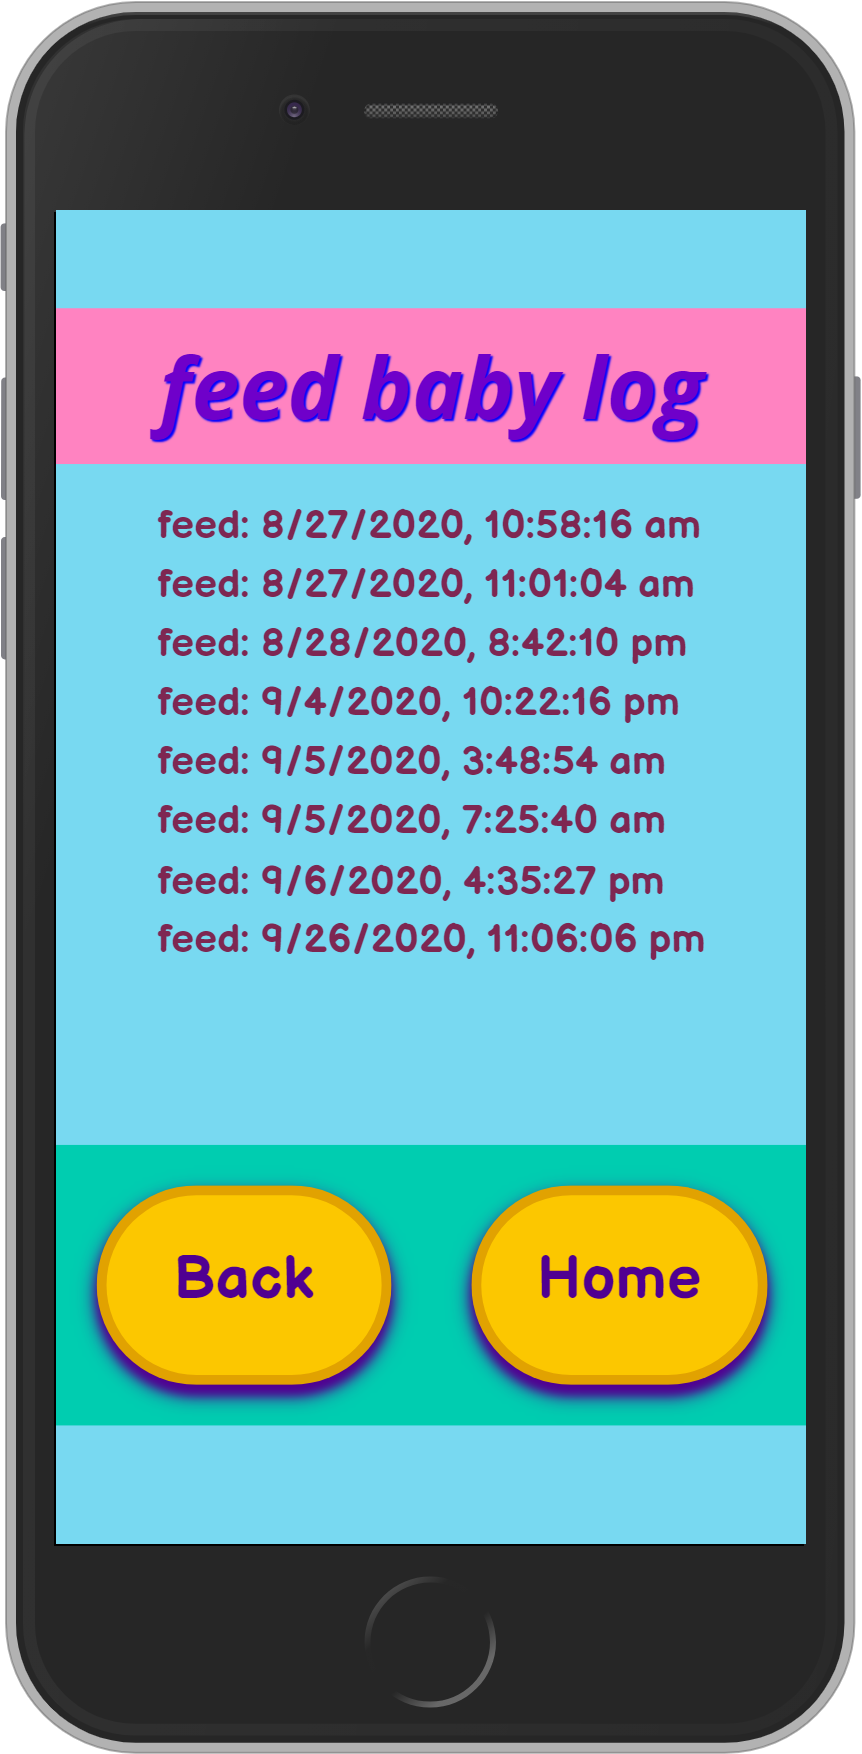 feed baby log
feed: 8/27/2020, 10:58:16 am
feed: 8/27/2020, 11:01:04 am
feed: 8/28/2020, 8:42:10 pm
feed: 9/4/2020, 10:22:16 pm
feed: 9/5/2020, 3:48:54 am
feed: 9/5/2020, 7:25:40 am
feed: 9/6/2020, 4:35:27 pm
feed: 9/26/2020, 11:06:06 pm
Back Home